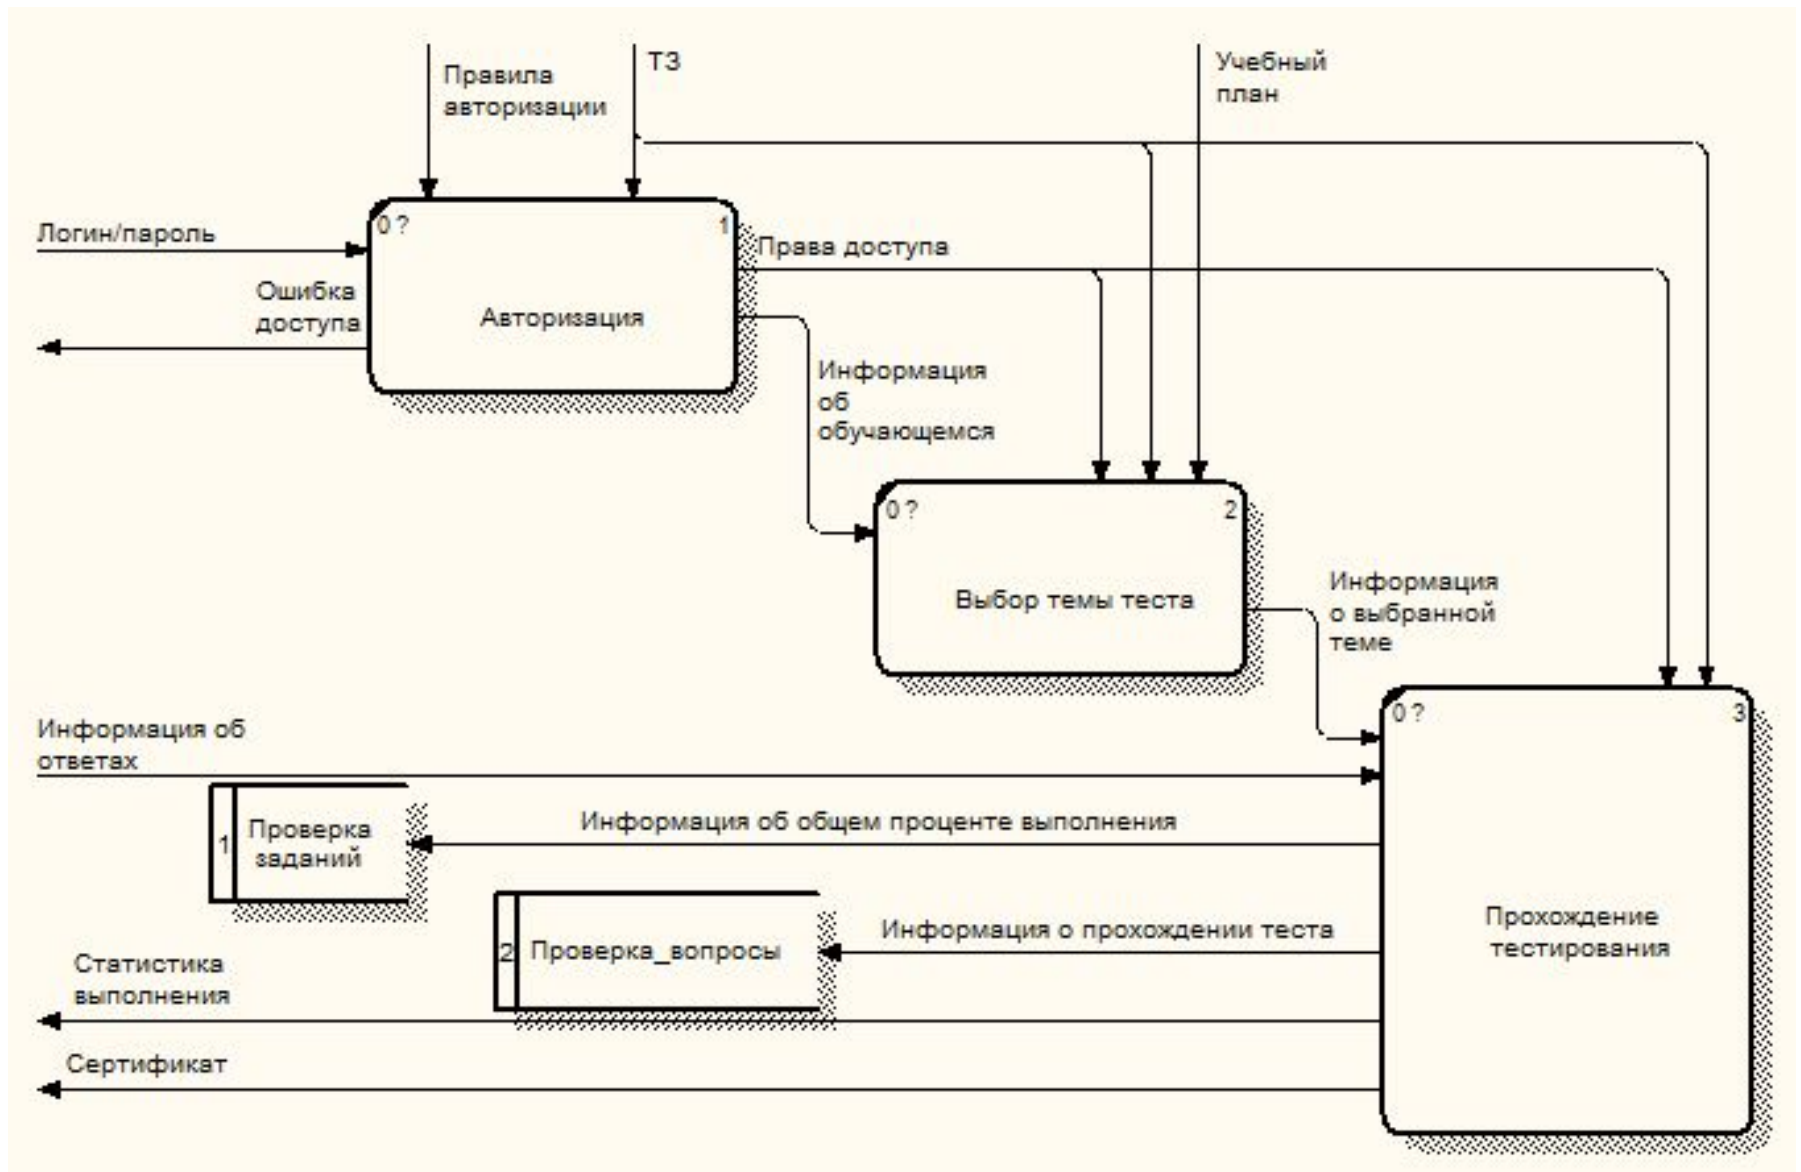 Правила
авторизации
ТЗ
Учебный
план
Логин/пароль
0 ?
1
Права доступа
Ошибка
доступа
Авторизация
Информация
об
обучающемся
0 ?
2
Выбор темы теста
Информация
о выбранной
теме
0 ?
3
Информация об
ответах
1
Проверка
заданий
Информация об общем проценте выполнения
Прохождение
тестирования
2
Проверка_вопросы
Информация о прохождении теста
Статистика
выполнения
Сертификат